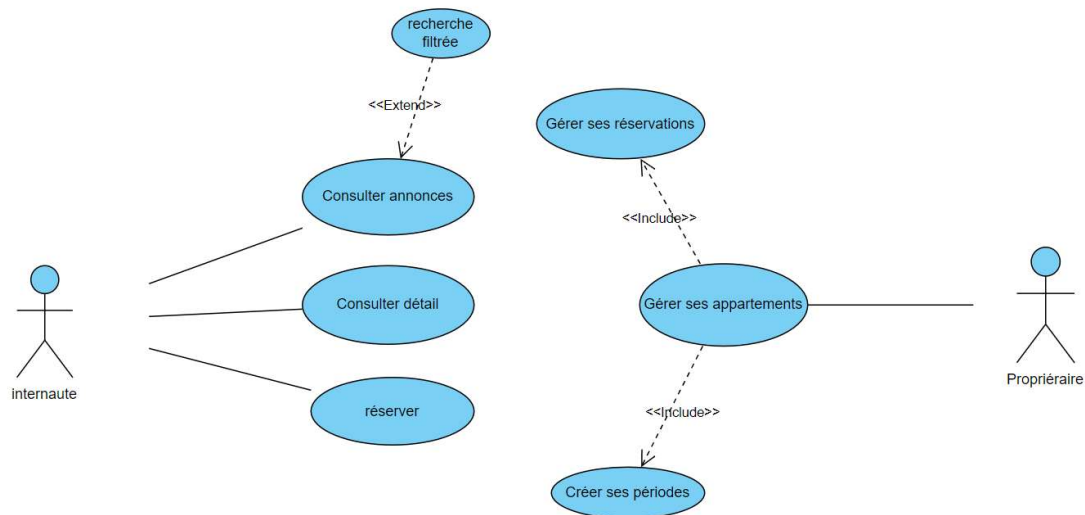 recherche
filtrée
<<Extend>>
Gérer ses réservations
Consulter annonces
<<Include>>
Consulter détail
Gérer ses appartements
internaute
Propriéraire
réserver
<<Include>>
Créer ses périodes